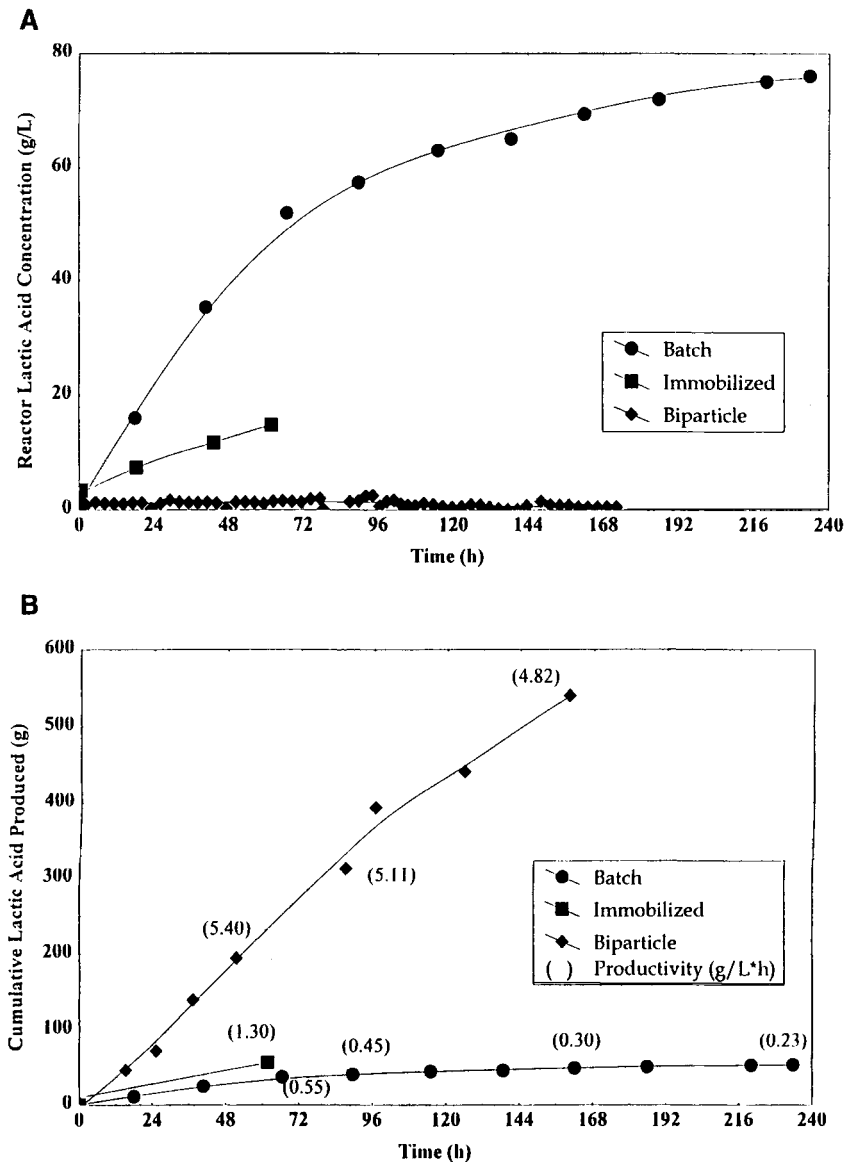 A
80
60
40
20
0
Reactor Lactic Acid Concentration (g/L)
Batch
Immobilized
Biparticle
0 24 48 72 96 120 144 168 192 216 240
Time (h)
B
600
500
400
300
200
100
0
Cumulative Lactic Acid Produced (g)
(4.82)
(5.11)
(5.40)
(1.30)
(0.55)
(0.45)
(0.30)
(0.23)
Batch
Immobilized
Biparticle
( ) Productivity (g/L*h)
0 24 48 72 96 120 144 168 192 216 240
Time (h)